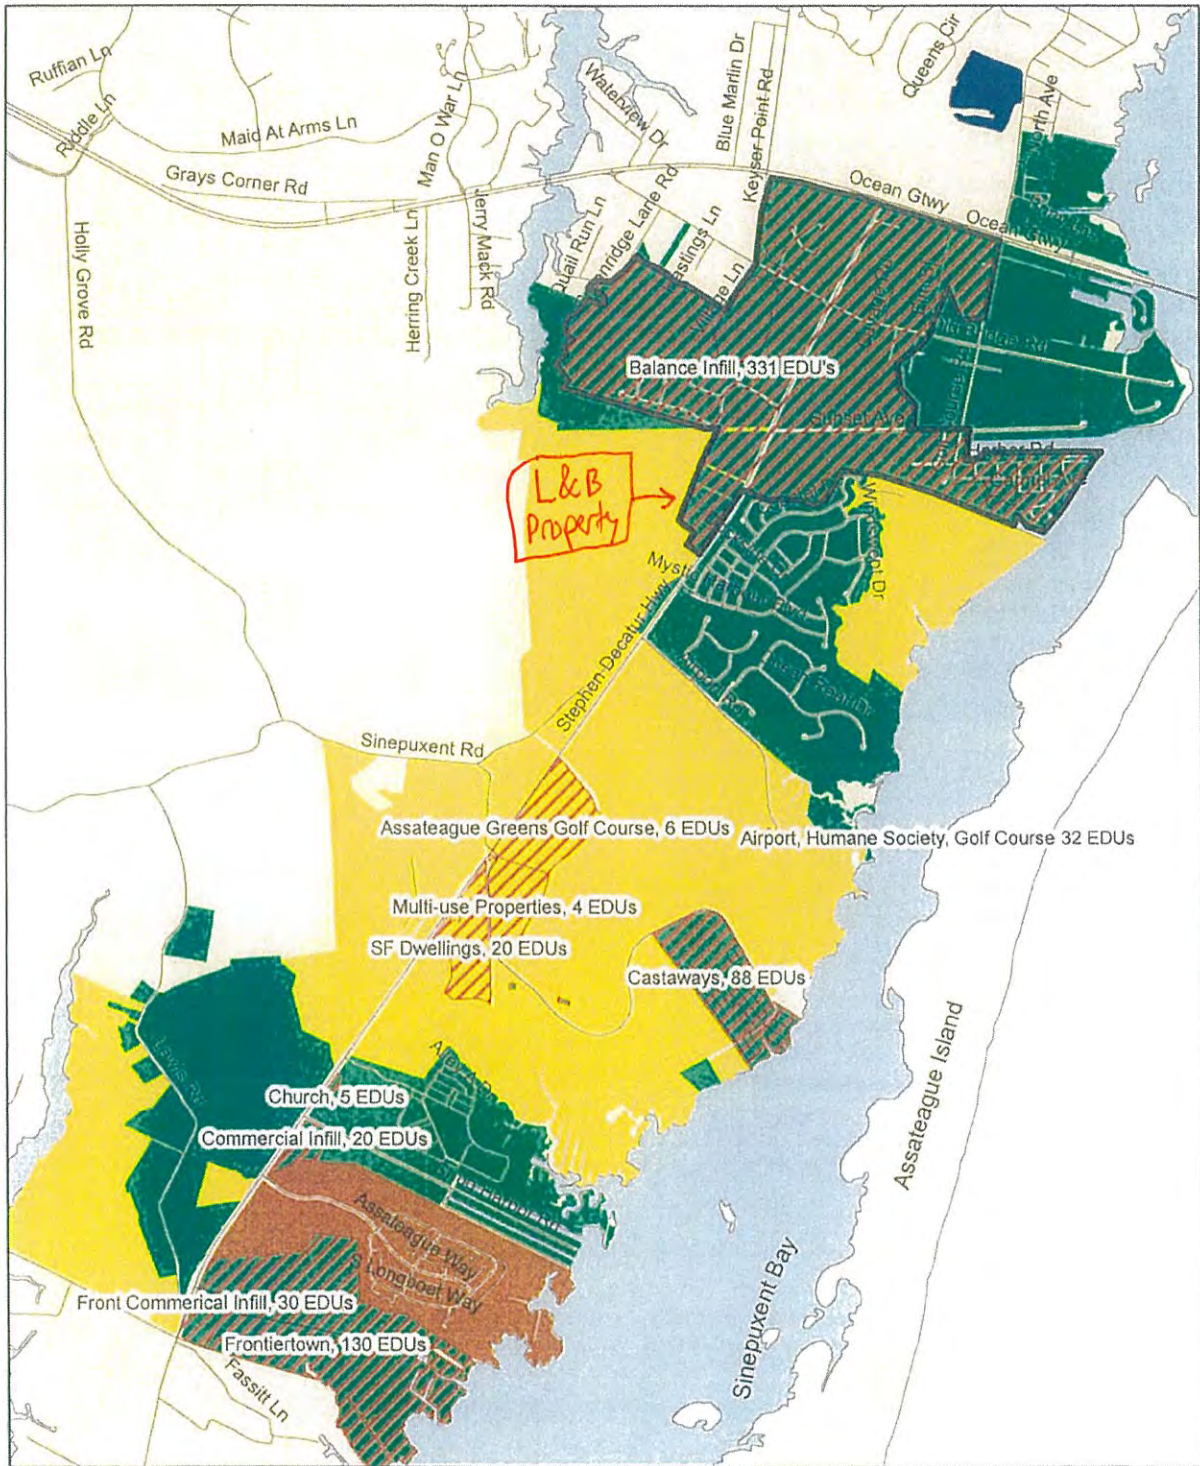 Ruffian Ln
Riddle Ln
Maid At Arms Ln
Man O War Ln
Grays Corner Rd
Holly Grove Rd
Herring Creek Ln
Jerry Mack Rd
Waterview Dr
Blue Marlin Dr
Keyser Point Rd
Queens Cir
North Ave
Ocean Gtwy
Ocean Gtwy
Quail Run Ln
Balance Infill, 331 EDU's
Sunset Ave
Harbor Rd
L&B
Property
Stephen Decatur Hwy
Sinepuxent Rd
Assateague Greens Golf Course, 6 EDUs
Airport, Humane Society, Golf Course 32 EDUs
Multi-use Properties, 4 EDUs
SF Dwellings, 20 EDUs
Castaways, 88 EDUs
Lewis Rd
Church, 5 EDUs
Commercial Infill, 20 EDUs
Assateague Way
S Longboat Way
Front Commerical Infill, 30 EDUs
Frontiertown, 130 EDUs
Fassitt Ln
Sinepuxent Bay
Assateague Island